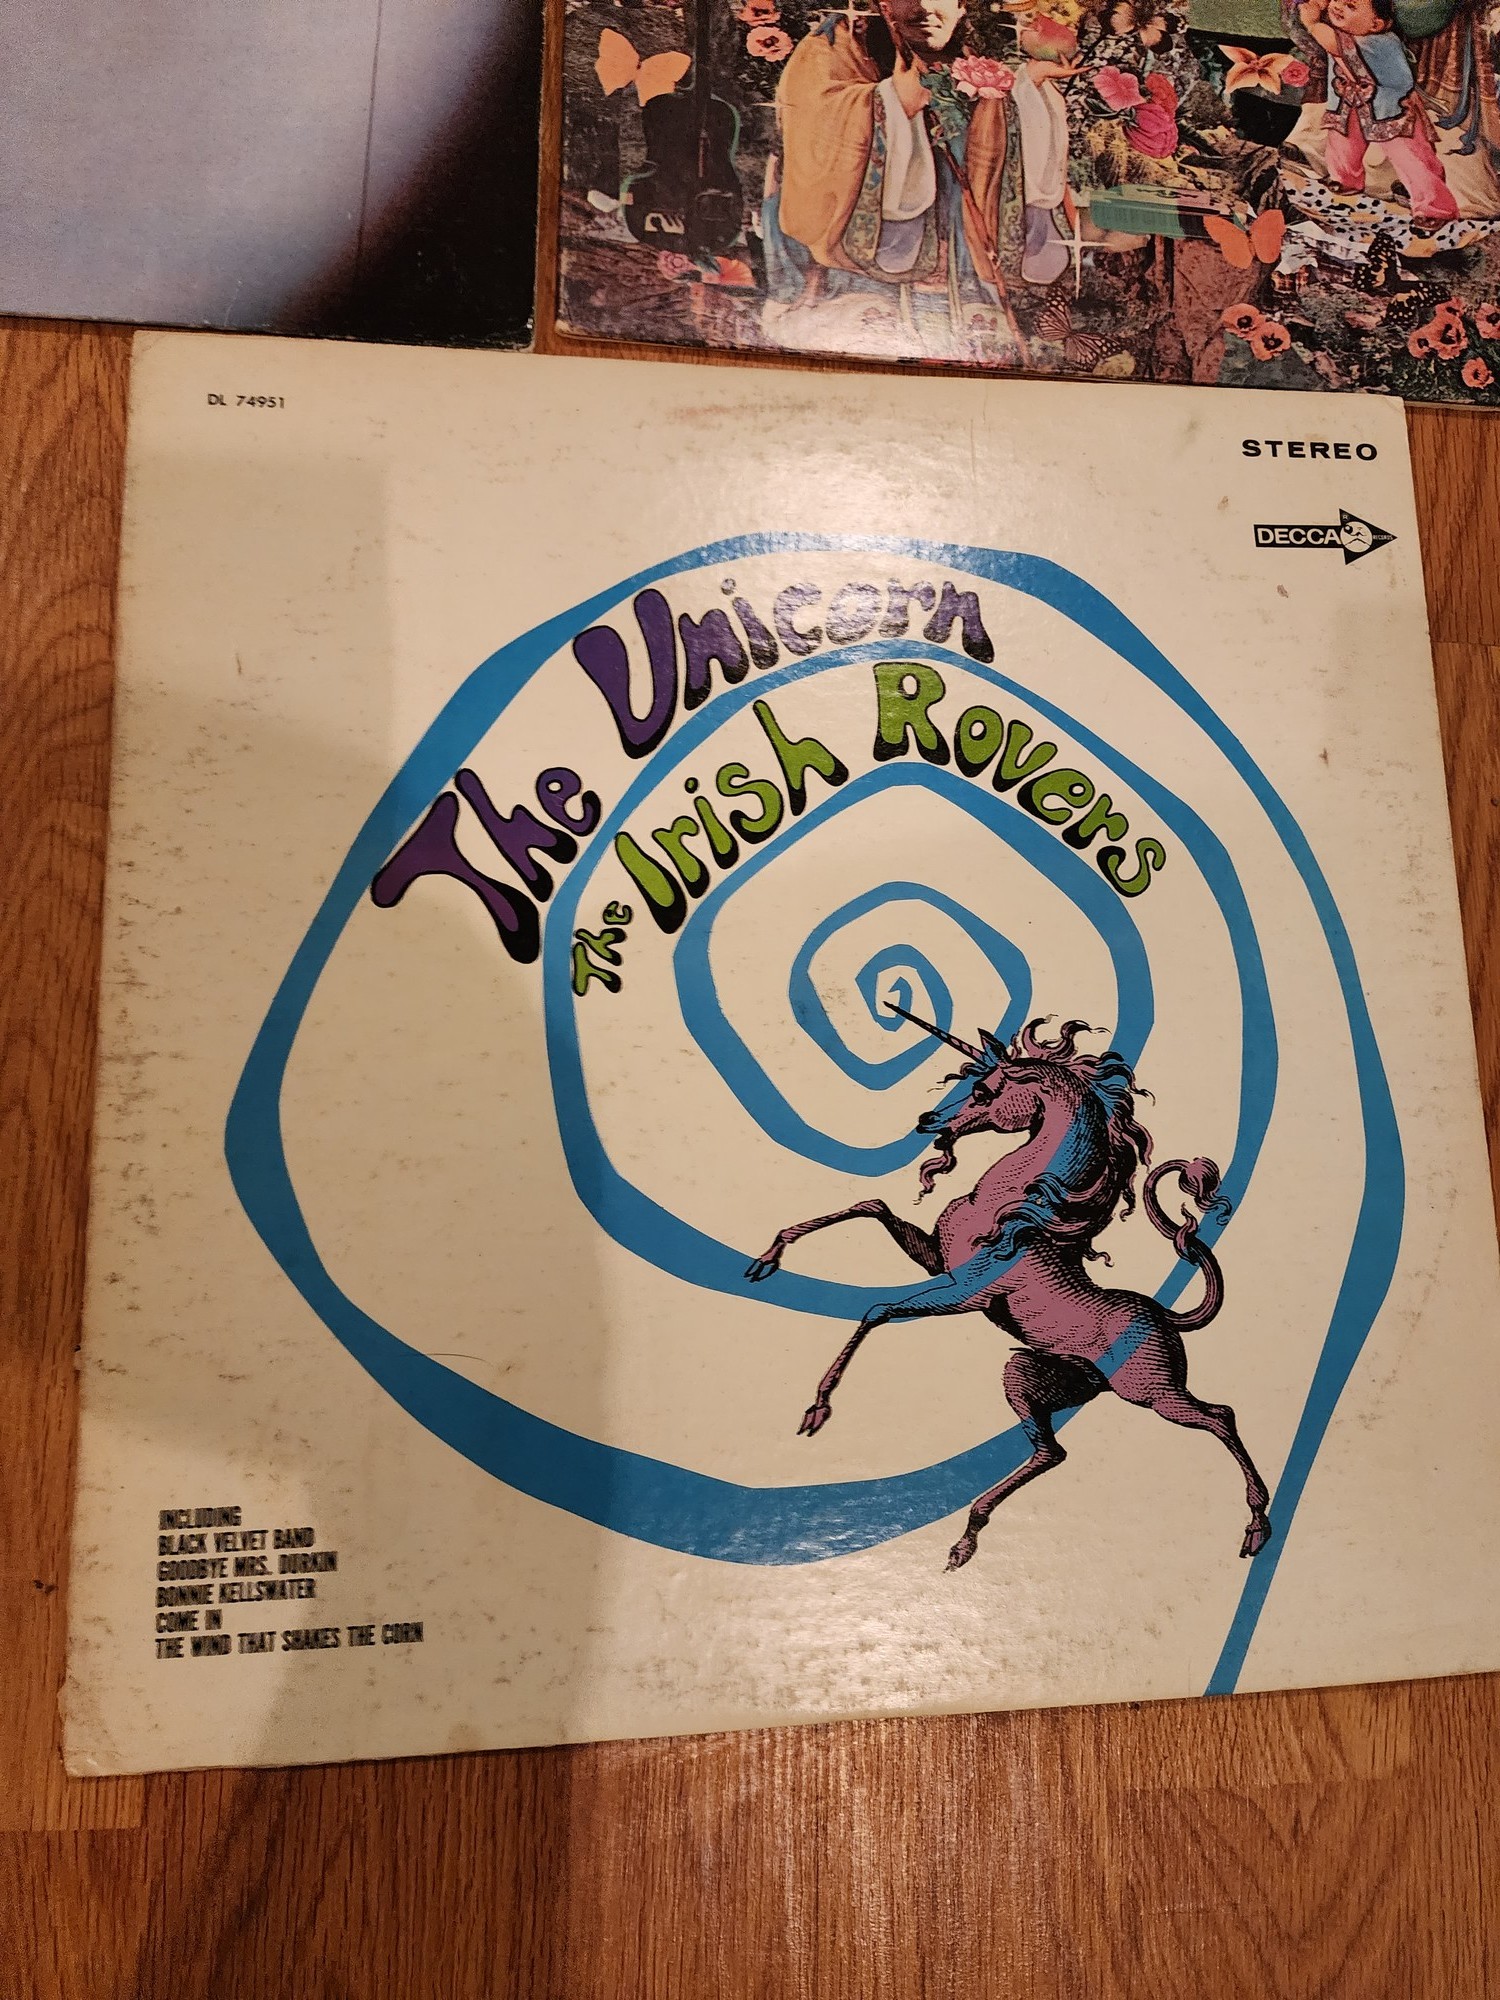 DL 74951
STEREO
DECCA
RECORDS
The Unicorn
The Irish Rovers
INCLUDING
BLACK VELVET BAND
GOODBYE MRS. DURKIN
BONNIE KELLSWATER
COME IN
THE WIND THAT SHAKES THE CORN